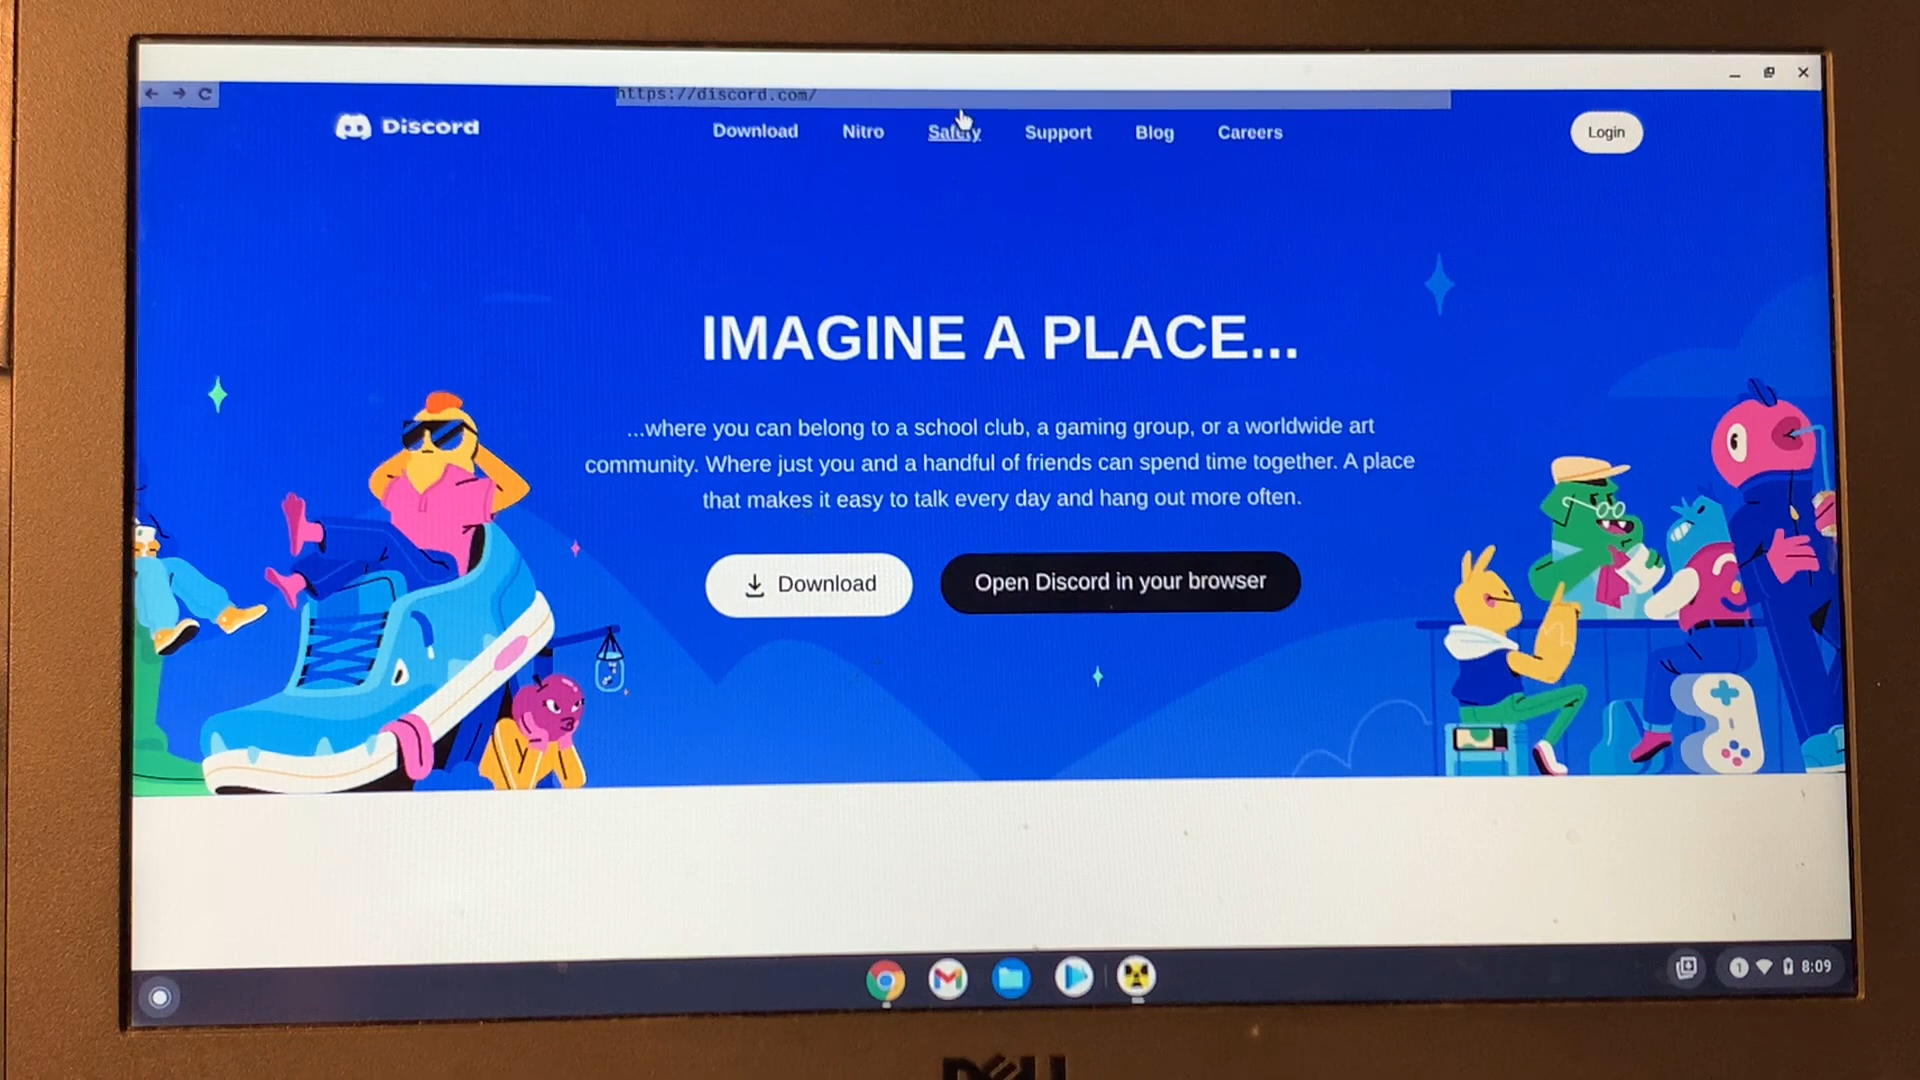 https://discord.com/
Discord
Download Nitro Safety Support Blog Careers
Login
IMAGINE A PLACE...
...where you can belong to a school club, a gaming group, or a worldwide art
community. Where just you and a handful of friends can spend time together. A place
that makes it easy to talk every day and hang out more often.
Download
Open Discord in your browser
1
8:09
DELL